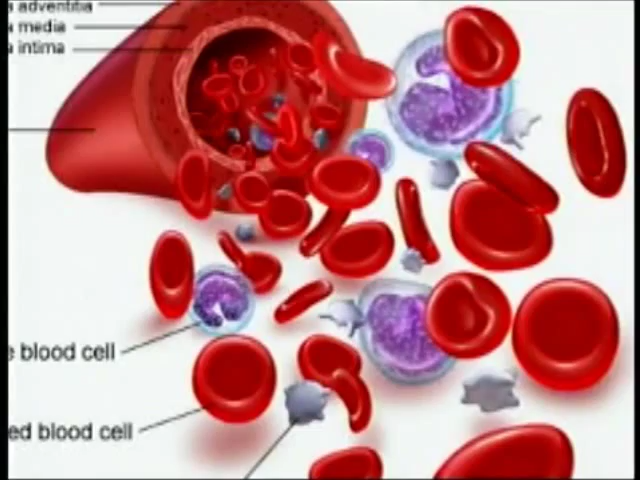 a adventitia
a media
a intima
e blood cell
ed blood cell